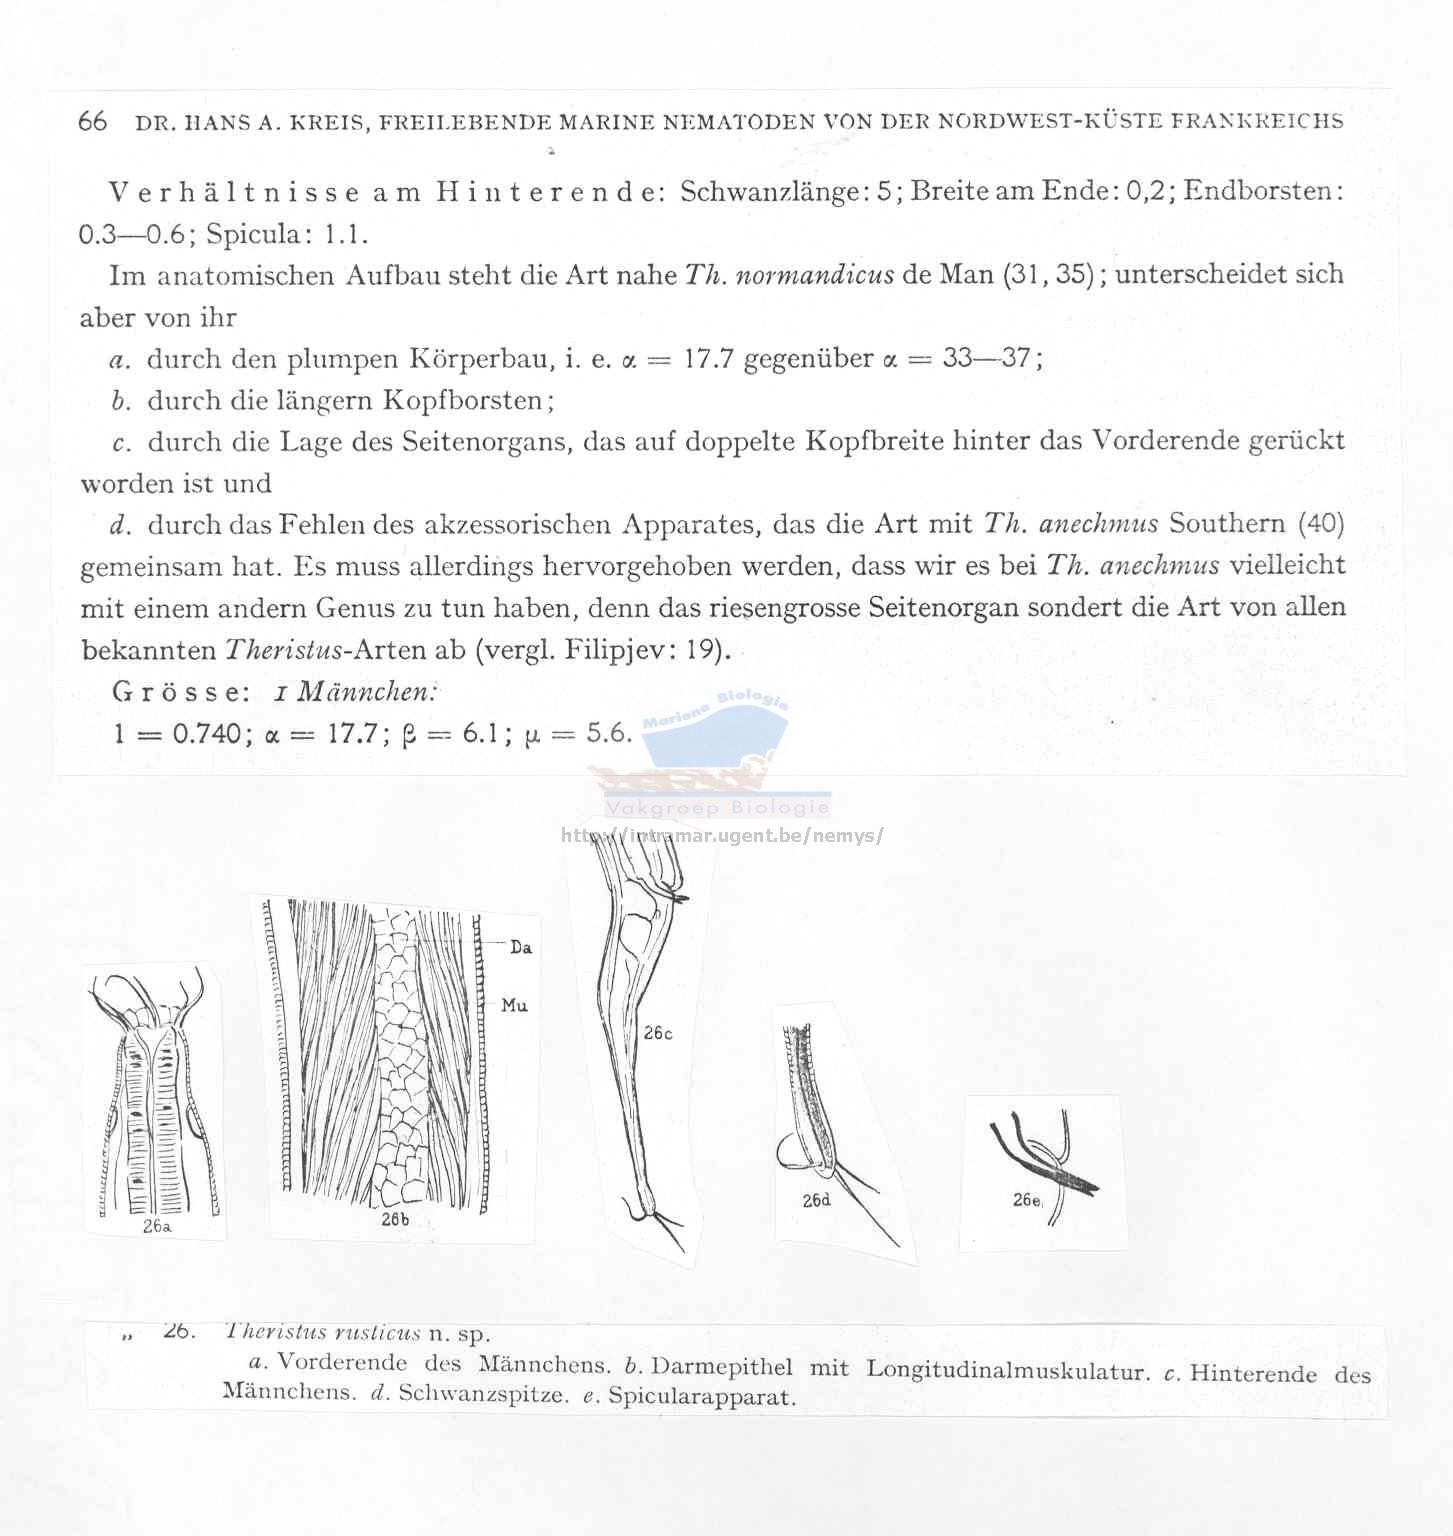 66 DR. HANS A. KREIS, FREILEBENDE MARINE NEMATODEN VON DER NORDWEST-KÜSTE FRANKREICHS
Verhältnisse am Hinterende: Schwanzlänge: 5; Breite am Ende: 0,2; Endborsten:
0.3—0.6; Spicula: 1.1.
Im anatomischen Aufbau steht die Art nahe Th. normandicus de Man (31, 35); unterscheidet sich
aber von ihr
a. durch den plumpen Körperbau, i. e. α = 17.7 gegenüber α = 33—37;
b. durch die längern Kopfborsten;
c. durch die Lage des Seitenorgans, das auf doppelte Kopfbreite hinter das Vorderende gerückt
worden ist und
d. durch das Fehlen des akzessorischen Apparates, das die Art mit Th. anechmus Southern (40)
gemeinsam hat. Es muss allerdings hervorgehoben werden, dass wir es bei Th. anechmus vielleicht
mit einem andern Genus zu tun haben, denn das riesengrosse Seitenorgan sondert die Art von allen
bekannten Theristus-Arten ab (vergl. Filipjev: 19).
Grösse: 1 Männchen:
l = 0.740; α = 17.7; β = 6.1; μ = 5.6.
Mariene Biologie
Vakgroep Biologie
http://intramar.ugent.be/nemys/
Da
Mu
26c
26d
26e
26b
26a
„ 26. Theristus rusticus n. sp.
a. Vorderende des Männchens. b. Darmepithel mit Longitudinalmuskulatur. c. Hinterende des
Männchens. d. Schwanzspitze. e. Spicularapparat.